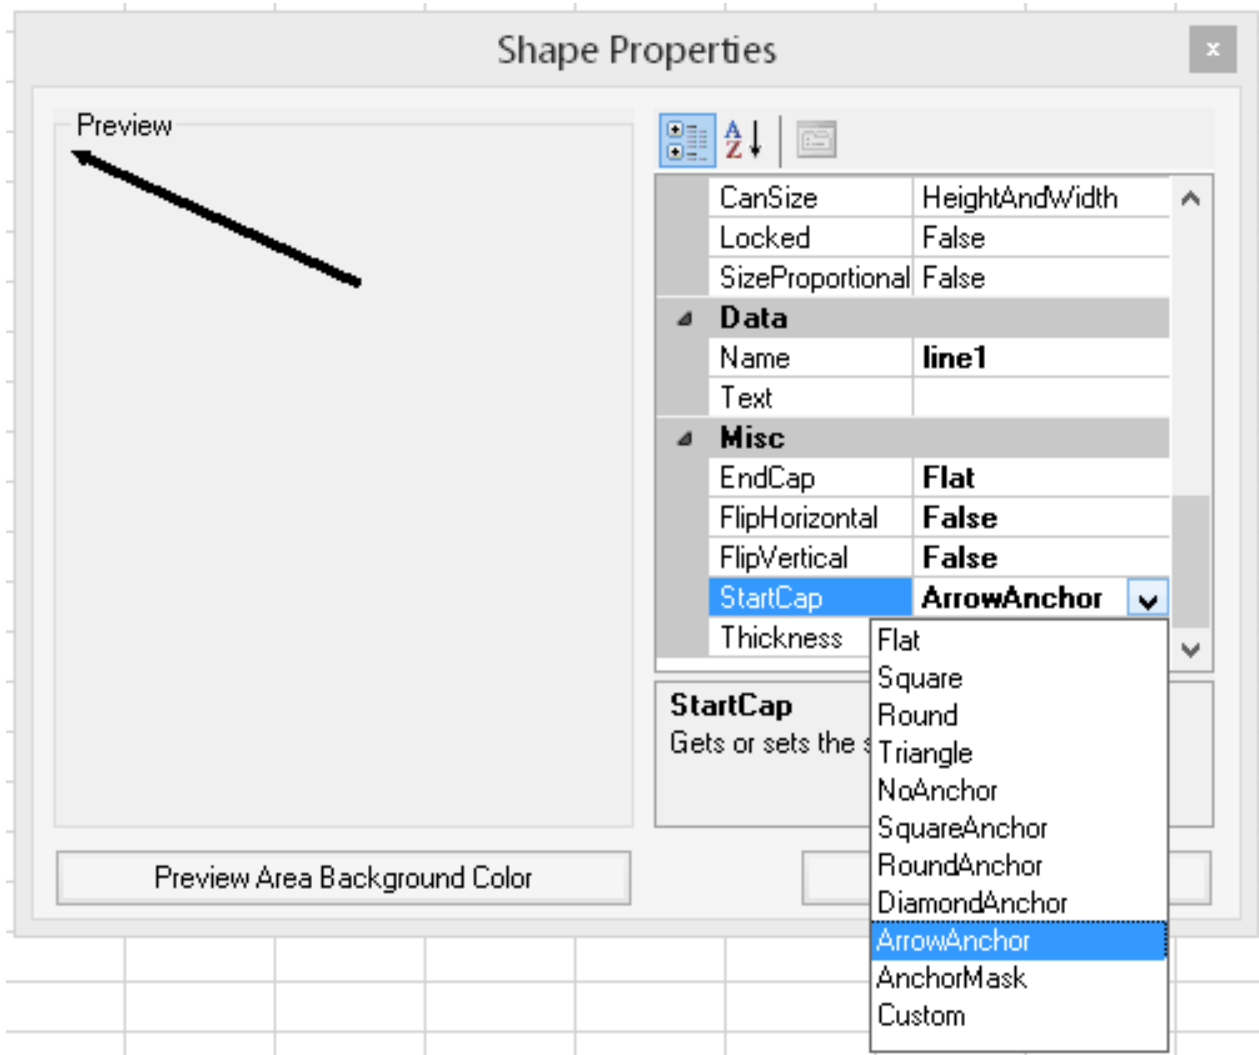 Shape Properties
x
Preview
A
Z
CanSize HeightAndWidth
Locked False
SizeProportional False
Data
Name line1
Text
Misc
EndCap Flat
FlipHorizontal False
FlipVertical False
StartCap ArrowAnchor
Thickness
Flat
Square
Round
Triangle
NoAnchor
SquareAnchor
RoundAnchor
DiamondAnchor
ArrowAnchor
AnchorMask
Custom
StartCap
Gets or sets the
Preview Area Background Color